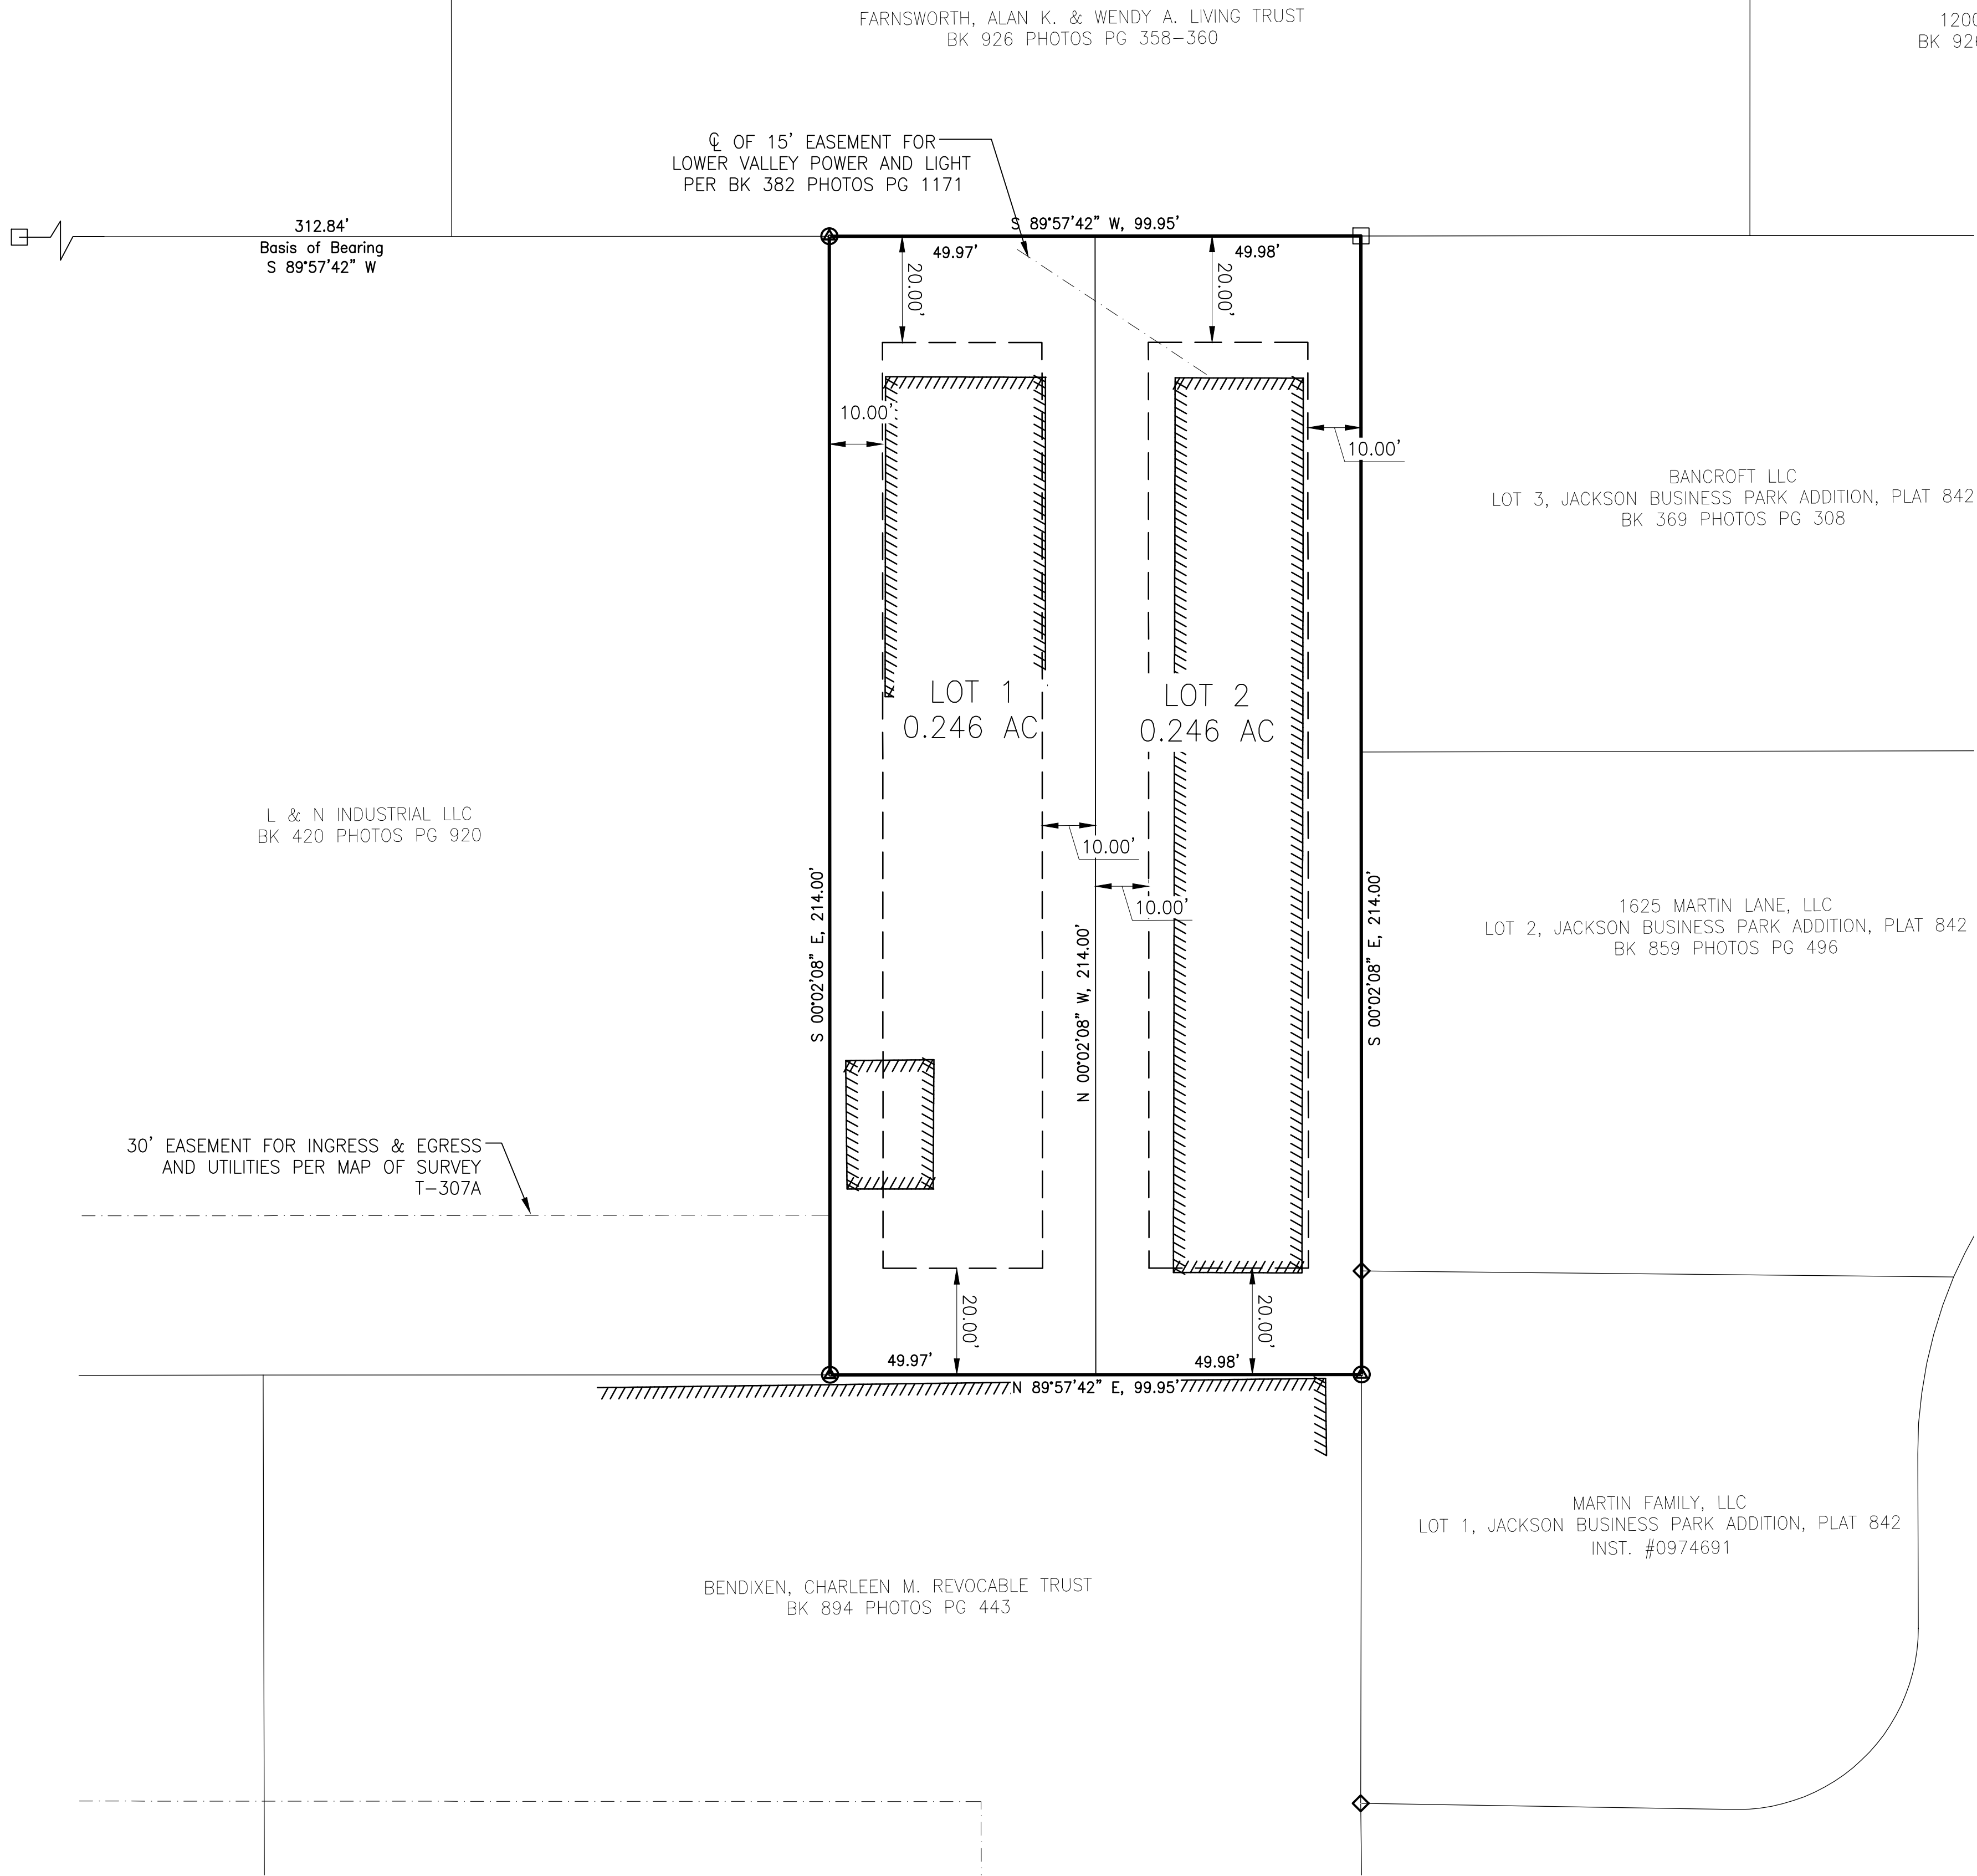 FARNSWORTH, ALAN K. & WENDY A. LIVING TRUST
BK 926 PHOTOS PG 358-360
1200
BK 926
℄ OF 15' EASEMENT FOR
LOWER VALLEY POWER AND LIGHT
PER BK 382 PHOTOS PG 1171
312.84'
Basis of Bearing
S 89°57'42" W
S 89°57'42" W, 99.95'
49.97'
49.98'
20.00'
20.00'
10.00'
10.00'
BANCROFT LLC
LOT 3, JACKSON BUSINESS PARK ADDITION, PLAT 842
BK 369 PHOTOS PG 308
LOT 1
0.246 AC
LOT 2
0.246 AC
L & N INDUSTRIAL LLC
BK 420 PHOTOS PG 920
10.00'
10.00'
S 00°02'08" E, 214.00'
N 00°02'08" W, 214.00'
S 00°02'08" E, 214.00'
1625 MARTIN LANE, LLC
LOT 2, JACKSON BUSINESS PARK ADDITION, PLAT 842
BK 859 PHOTOS PG 496
30' EASEMENT FOR INGRESS & EGRESS
AND UTILITIES PER MAP OF SURVEY
T-307A
20.00'
20.00'
49.97'
49.98'
N 89°57'42" E, 99.95'
MARTIN FAMILY, LLC
LOT 1, JACKSON BUSINESS PARK ADDITION, PLAT 842
INST. #0974691
BENDIXEN, CHARLEEN M. REVOCABLE TRUST
BK 894 PHOTOS PG 443